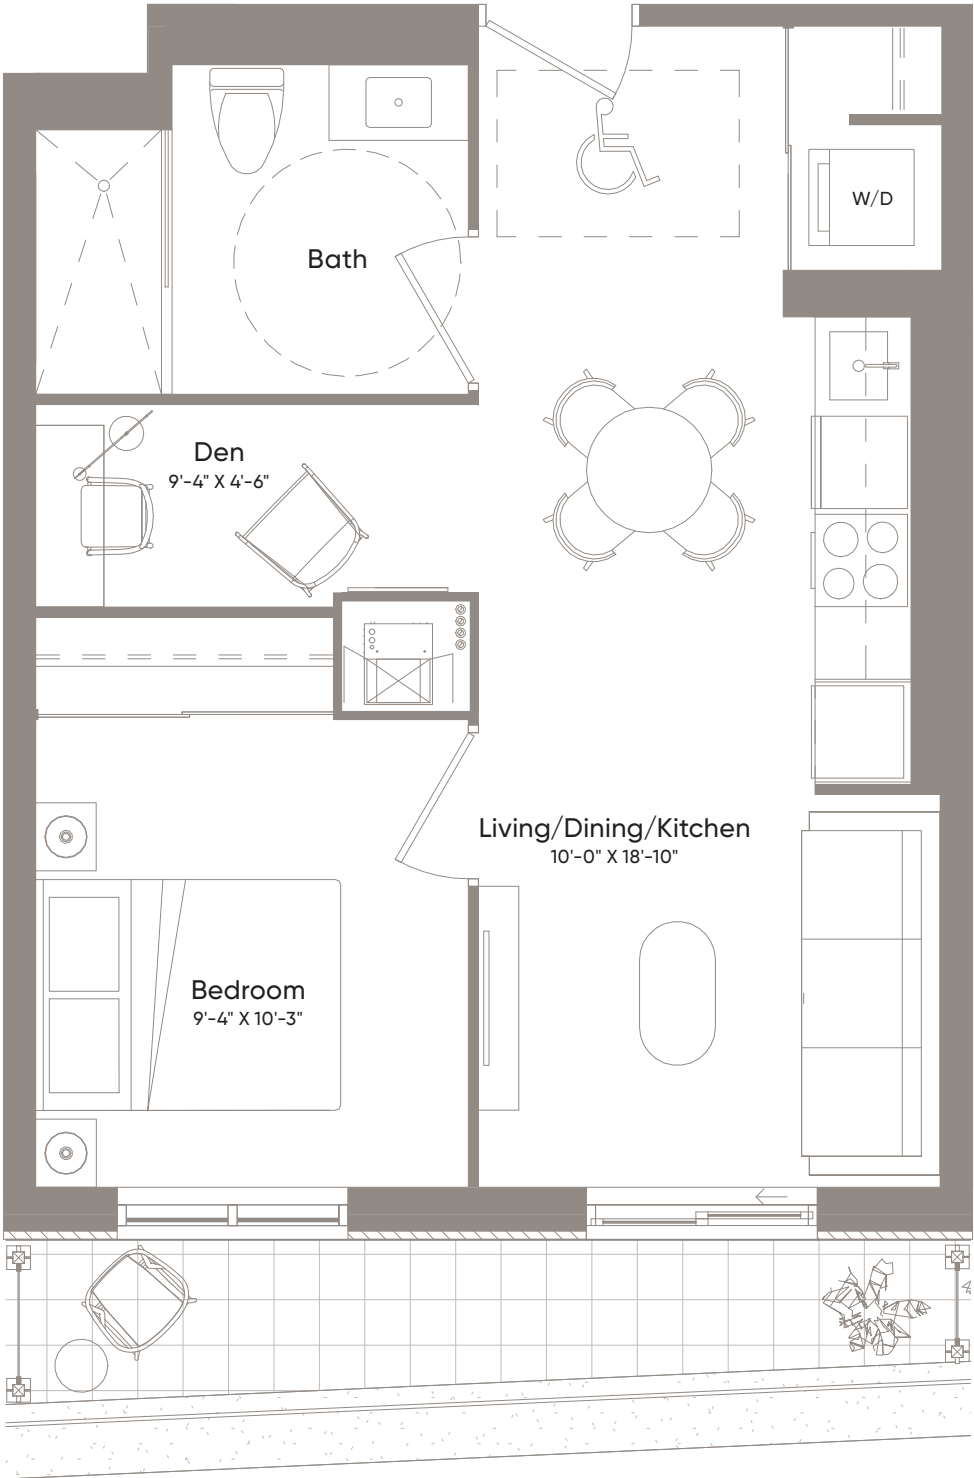 W/D
Bath
Den
9'-4" X 4'-6"
Living/Dining/Kitchen
10'-0" X 18'-10"
Bedroom
9'-4" X 10'-3"